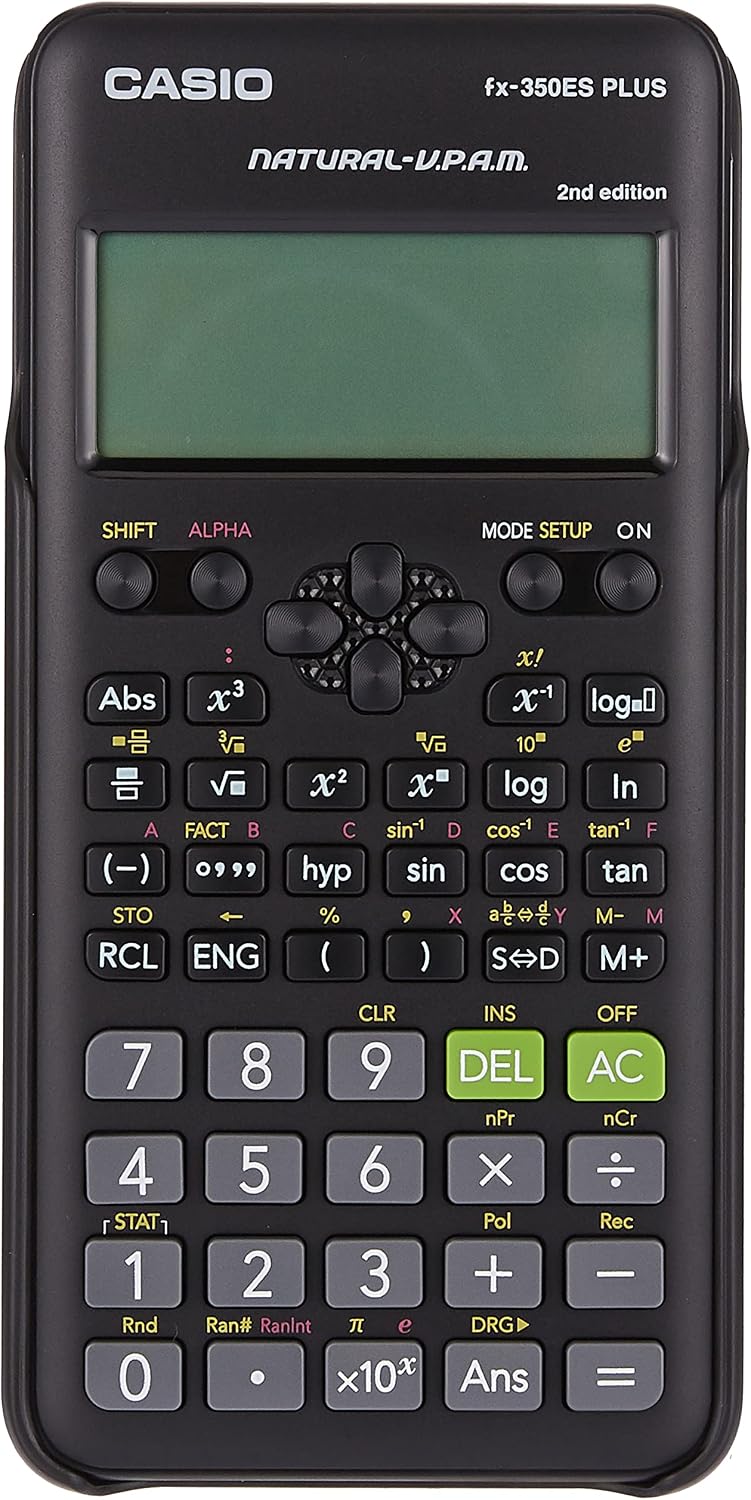 CASIO fx-350ES PLUS
NATURAL-V.P.A.M.
2nd edition
SHIFT ALPHA MODE SETUP ON
: x!
Abs x³ x⁻¹ log▪▯
▪▫/▫ ³√▪ ▪√▫ 10▪ e▪
▪/▫ √▪ x² x▪ log ln
A FACT B C sin⁻¹ D cos⁻¹ E tan⁻¹ F
(−) °,,, hyp sin cos tan
STO ← % , X a b/c⇔d/c Y M− M
RCL ENG ( ) S⇔D M+
CLR INS OFF
7 8 9 DEL AC
nPr nCr
4 5 6 × ÷
STAT Pol Rec
1 2 3 + −
Rnd Ran# RanInt π e DRG▶
0 . ×10ˣ Ans =